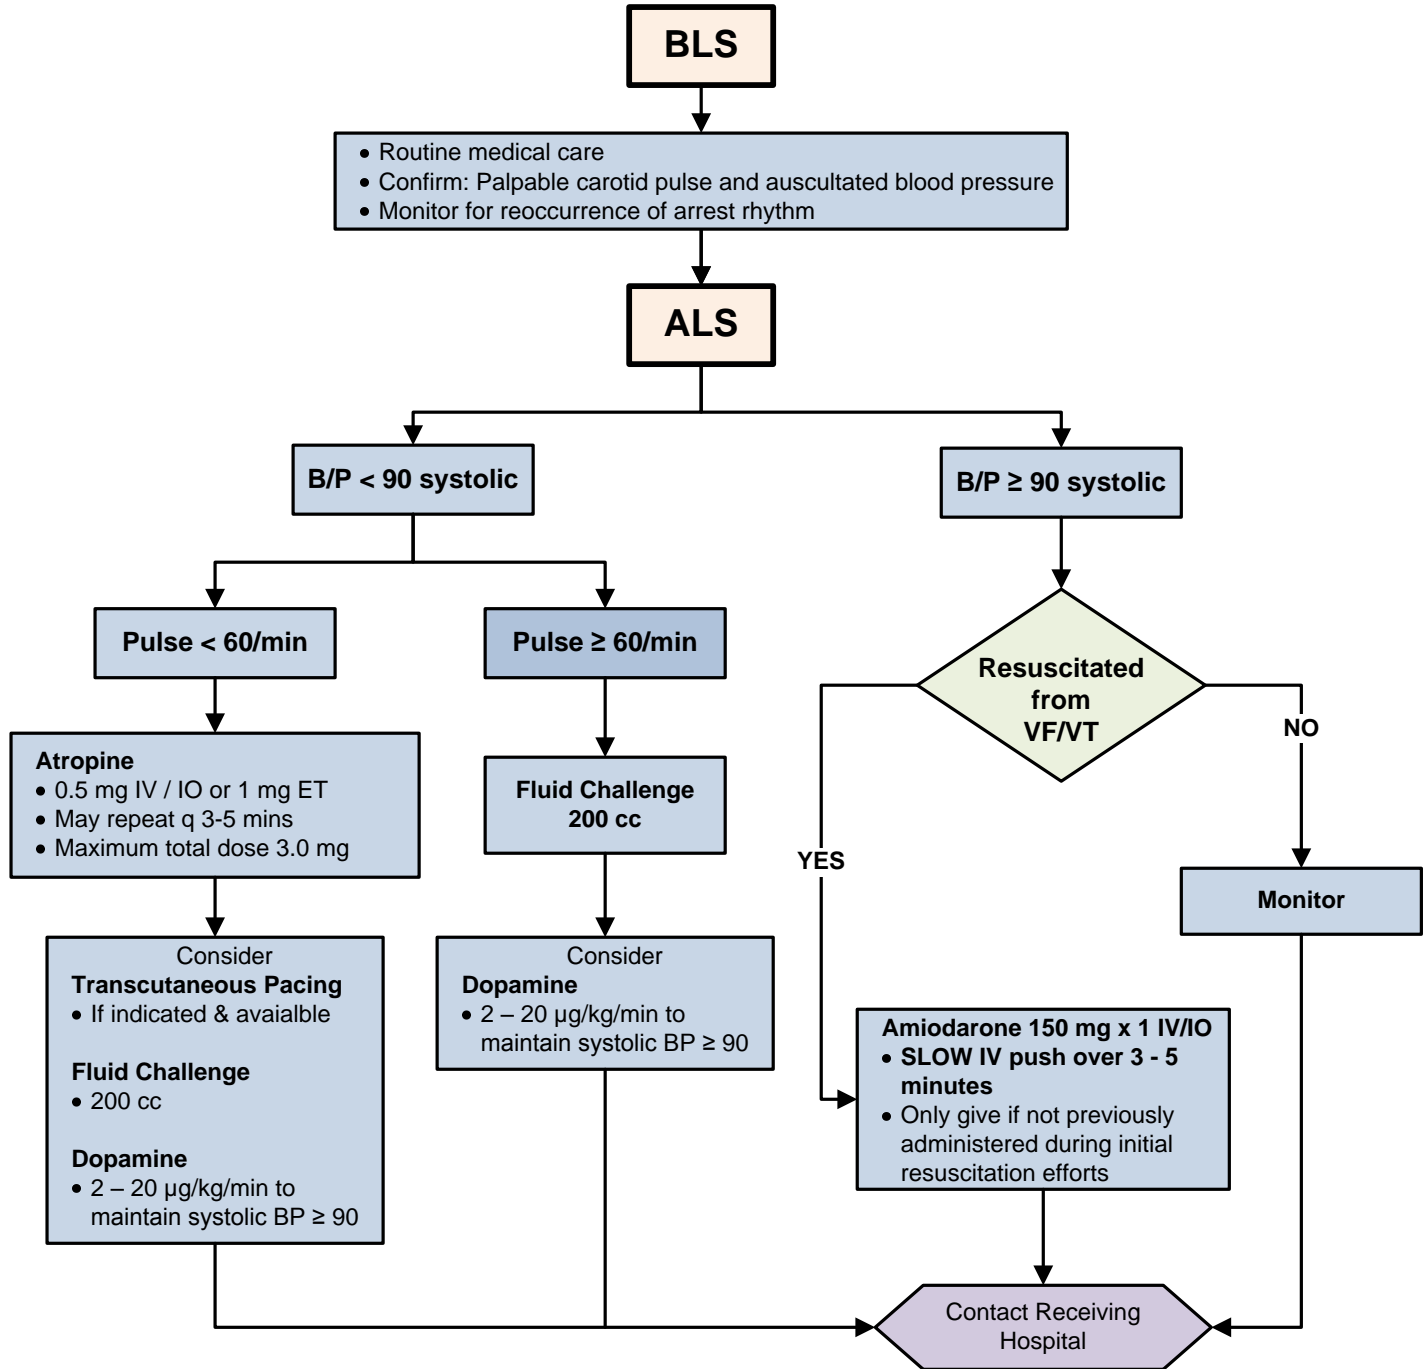 BLS
• Routine medical care
• Confirm: Palpable carotid pulse and auscultated blood pressure
• Monitor for reoccurrence of arrest rhythm
ALS
B/P < 90 systolic
B/P ≥ 90 systolic
Pulse < 60/min
Pulse ≥ 60/min
Resuscitated
from
VF/VT
YES
NO
Atropine
• 0.5 mg IV / IO or 1 mg ET
• May repeat q 3-5 mins
• Maximum total dose 3.0 mg
Fluid Challenge
200 cc
Monitor
Consider
Transcutaneous Pacing
• If indicated & avaialble
Fluid Challenge
• 200 cc
Dopamine
• 2 – 20 µg/kg/min to
maintain systolic BP ≥ 90
Consider
Dopamine
• 2 – 20 µg/kg/min to
maintain systolic BP ≥ 90
Amiodarone 150 mg x 1 IV/IO
• SLOW IV push over 3 - 5
minutes
• Only give if not previously
administered during initial
resuscitation efforts
Contact Receiving
Hospital